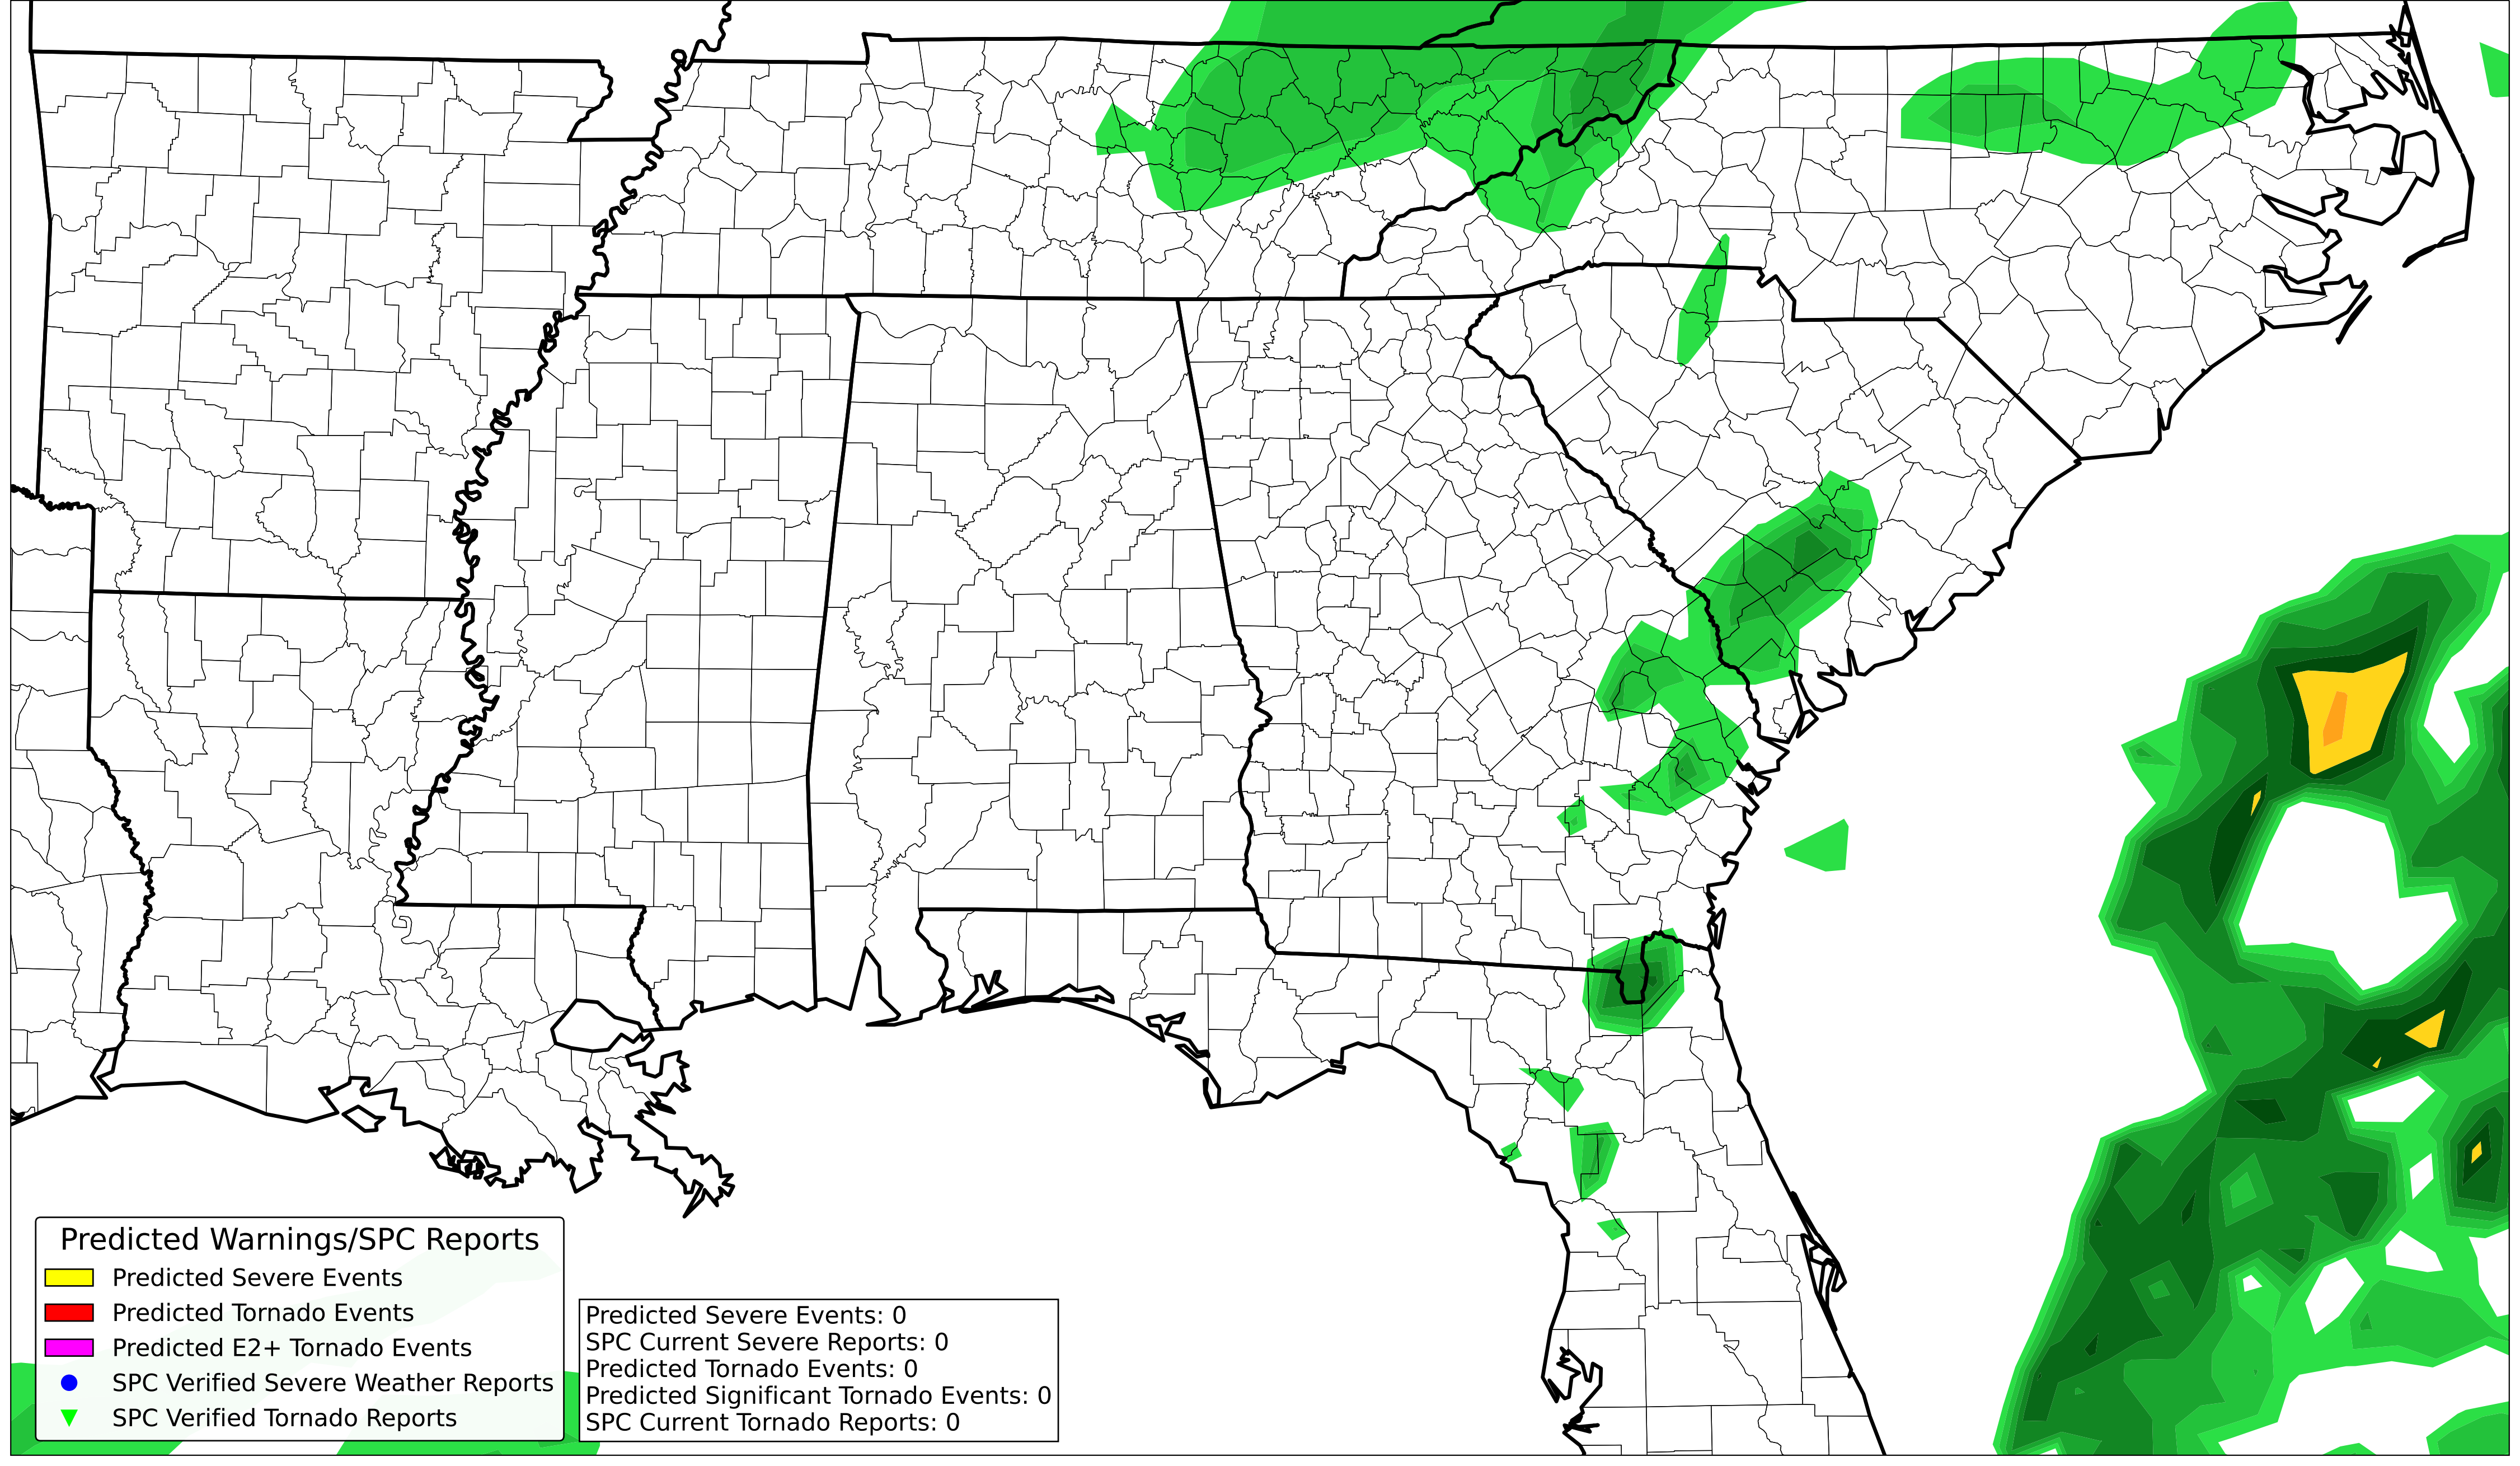 Predicted Warnings/SPC Reports
Predicted Severe Events
Predicted Tornado Events
Predicted E2+ Tornado Events
SPC Verified Severe Weather Reports
SPC Verified Tornado Reports
Predicted Severe Events: 0
SPC Current Severe Reports: 0
Predicted Tornado Events: 0
Predicted Significant Tornado Events: 0
SPC Current Tornado Reports: 0